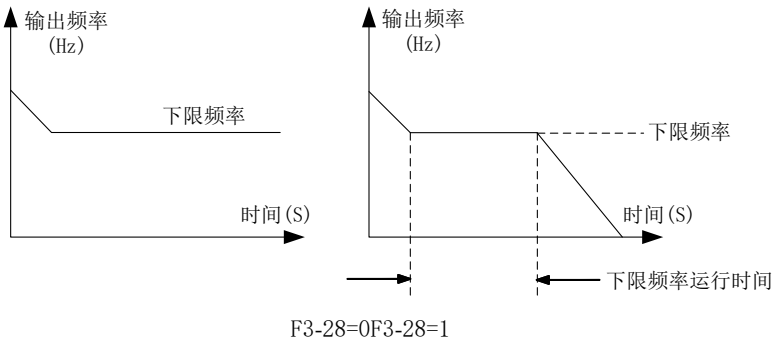 输出频率
(Hz)
下限频率
时间(S)
输出频率
(Hz)
下限频率
时间(S)
下限频率运行时间
F3-28=0F3-28=1